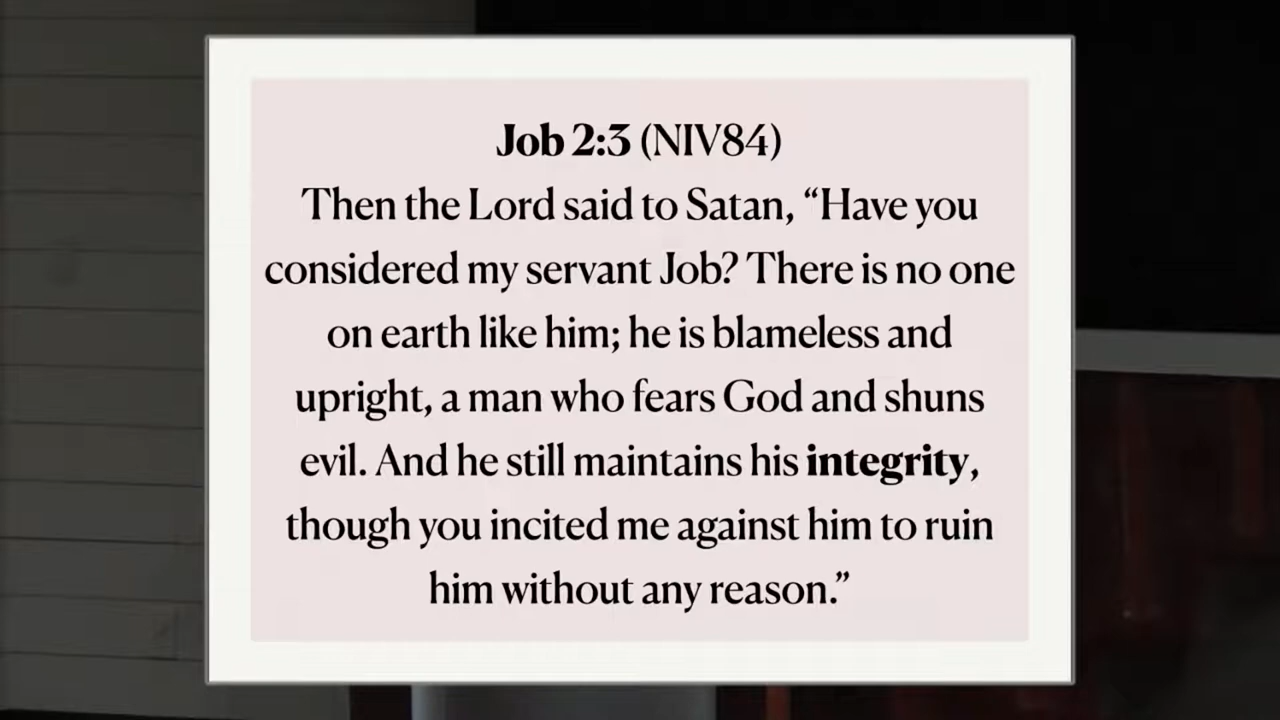 Job 2:3 (NIV84)
Then the Lord said to Satan, “Have you
considered my servant Job? There is no one
on earth like him; he is blameless and
upright, a man who fears God and shuns
evil. And he still maintains his integrity,
though you incited me against him to ruin
him without any reason.”